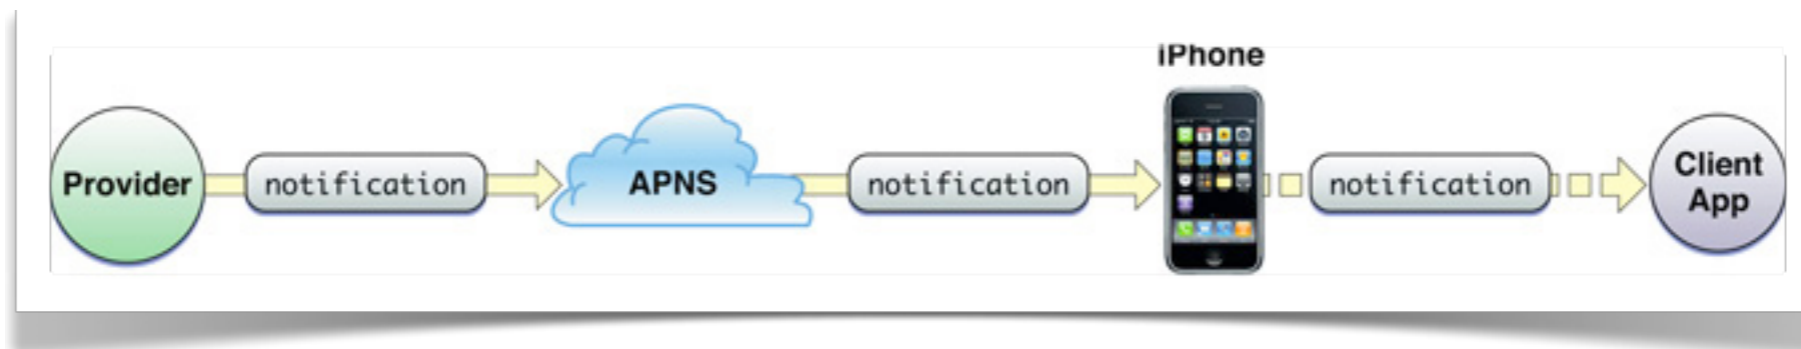 iPhone
Provider
notification
APNS
notification
notification
Client
App